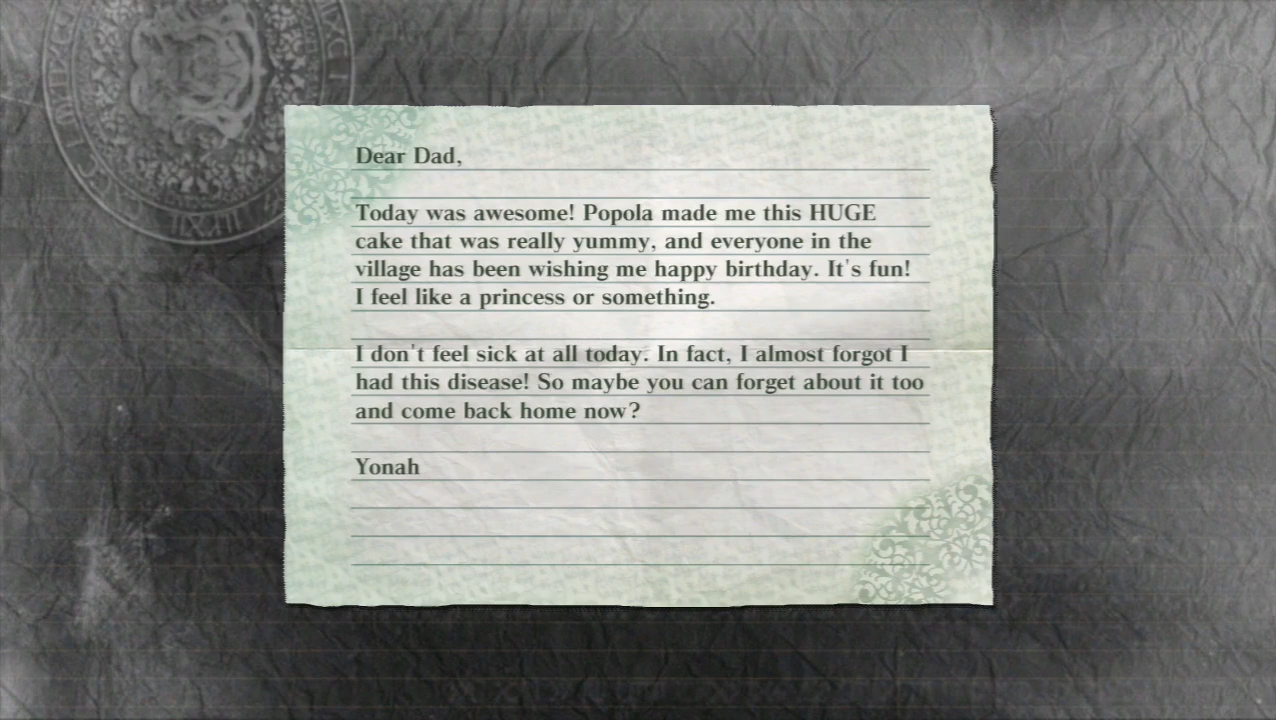 Dear Dad,
Today was awesome! Popola made me this HUGE
cake that was really yummy, and everyone in the
village has been wishing me happy birthday. It's fun!
I feel like a princess or something.
I don't feel sick at all today. In fact, I almost forgot I
had this disease! So maybe you can forget about it too
and come back home now?
Yonah